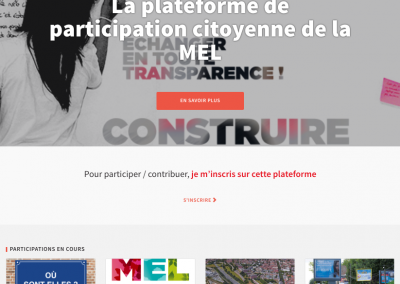 La plateforme de
participation citoyenne de la
MEL
ECHANGER
EN TOUTE
TRANSPARENCE !
EN SAVOIR PLUS
CONSTRUIRE
Pour participer / contribuer, je m'inscris sur cette plateforme
S'INSCRIRE >
PARTICIPATIONS EN COURS
OÙ
SONT-ELLES ?
MEL